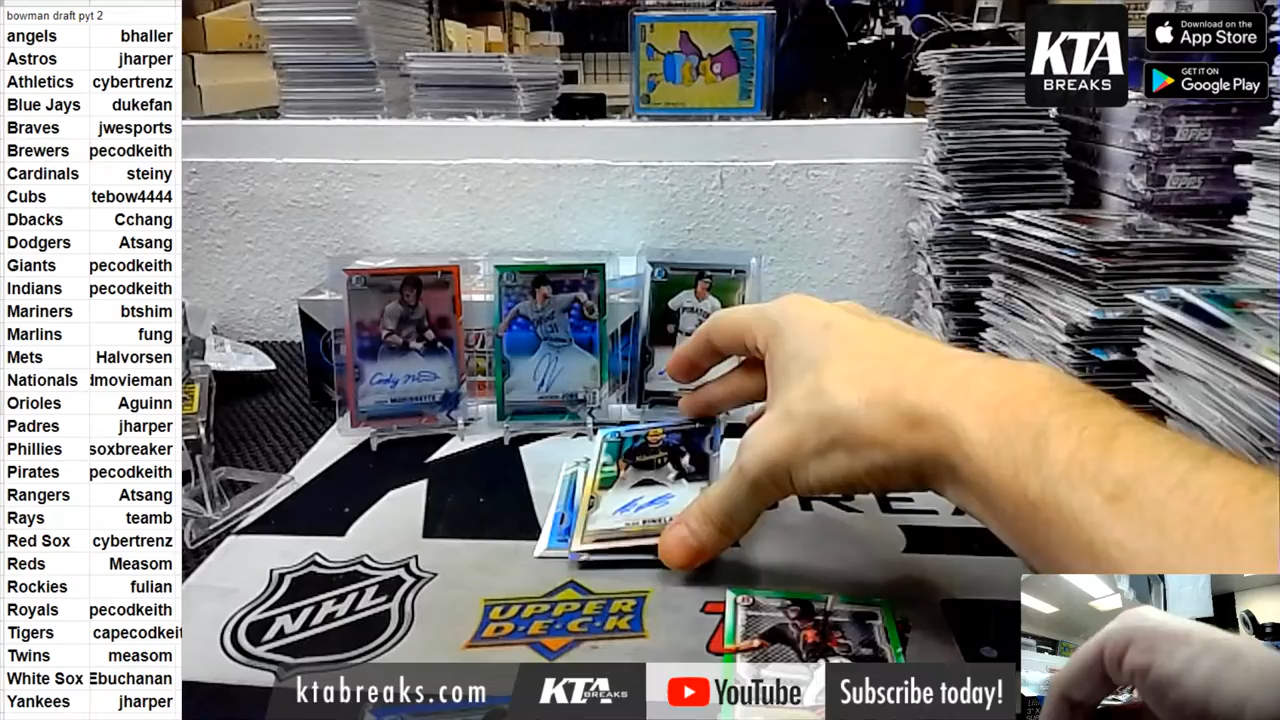 bowman draft pyt 2
angels bhaller
Astros jharper
Athletics cybertrenz
Blue Jays dukefan
Braves jwesports
Brewers pecodkeith
Cardinals steiny
Cubs tebow4444
Dbacks Cchang
Dodgers Atsang
Giants pecodkeith
Indians pecodkeith
Mariners btshim
Marlins fung
Mets Halvorsen
Nationals dmovieman
Orioles Aguinn
Padres jharper
Phillies soxbreaker
Pirates pecodkeith
Rangers Atsang
Rays teamb
Red Sox cybertrenz
Reds Measom
Rockies fulian
Royals pecodkeith
Tigers capecodkeit
Twins measom
White Sox Ebuchanan
Yankees jharper
KTA
BREAKS
Download on the
App Store
GET IT ON
Google Play
TOPPS
PIRATES
31
NHL
UPPER
D·E·C·K
ktabreaks.com
KTA
BREAKS
YouTube
Subscribe today!